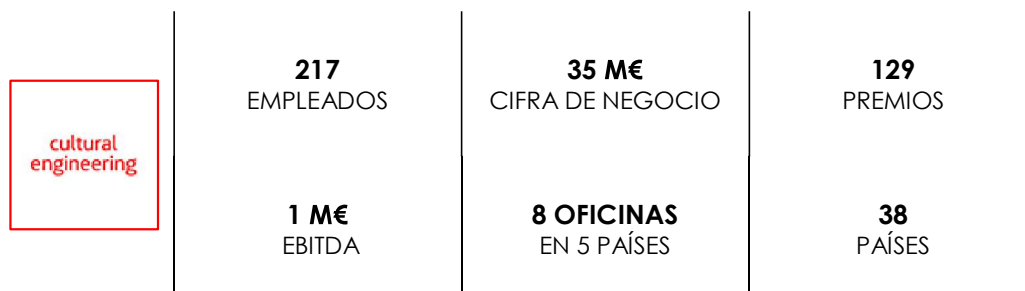 cultural
engineering
217
EMPLEADOS
35 M€
CIFRA DE NEGOCIO
129
PREMIOS
1 M€
EBITDA
8 OFICINAS
EN 5 PAÍSES
38
PAÍSES